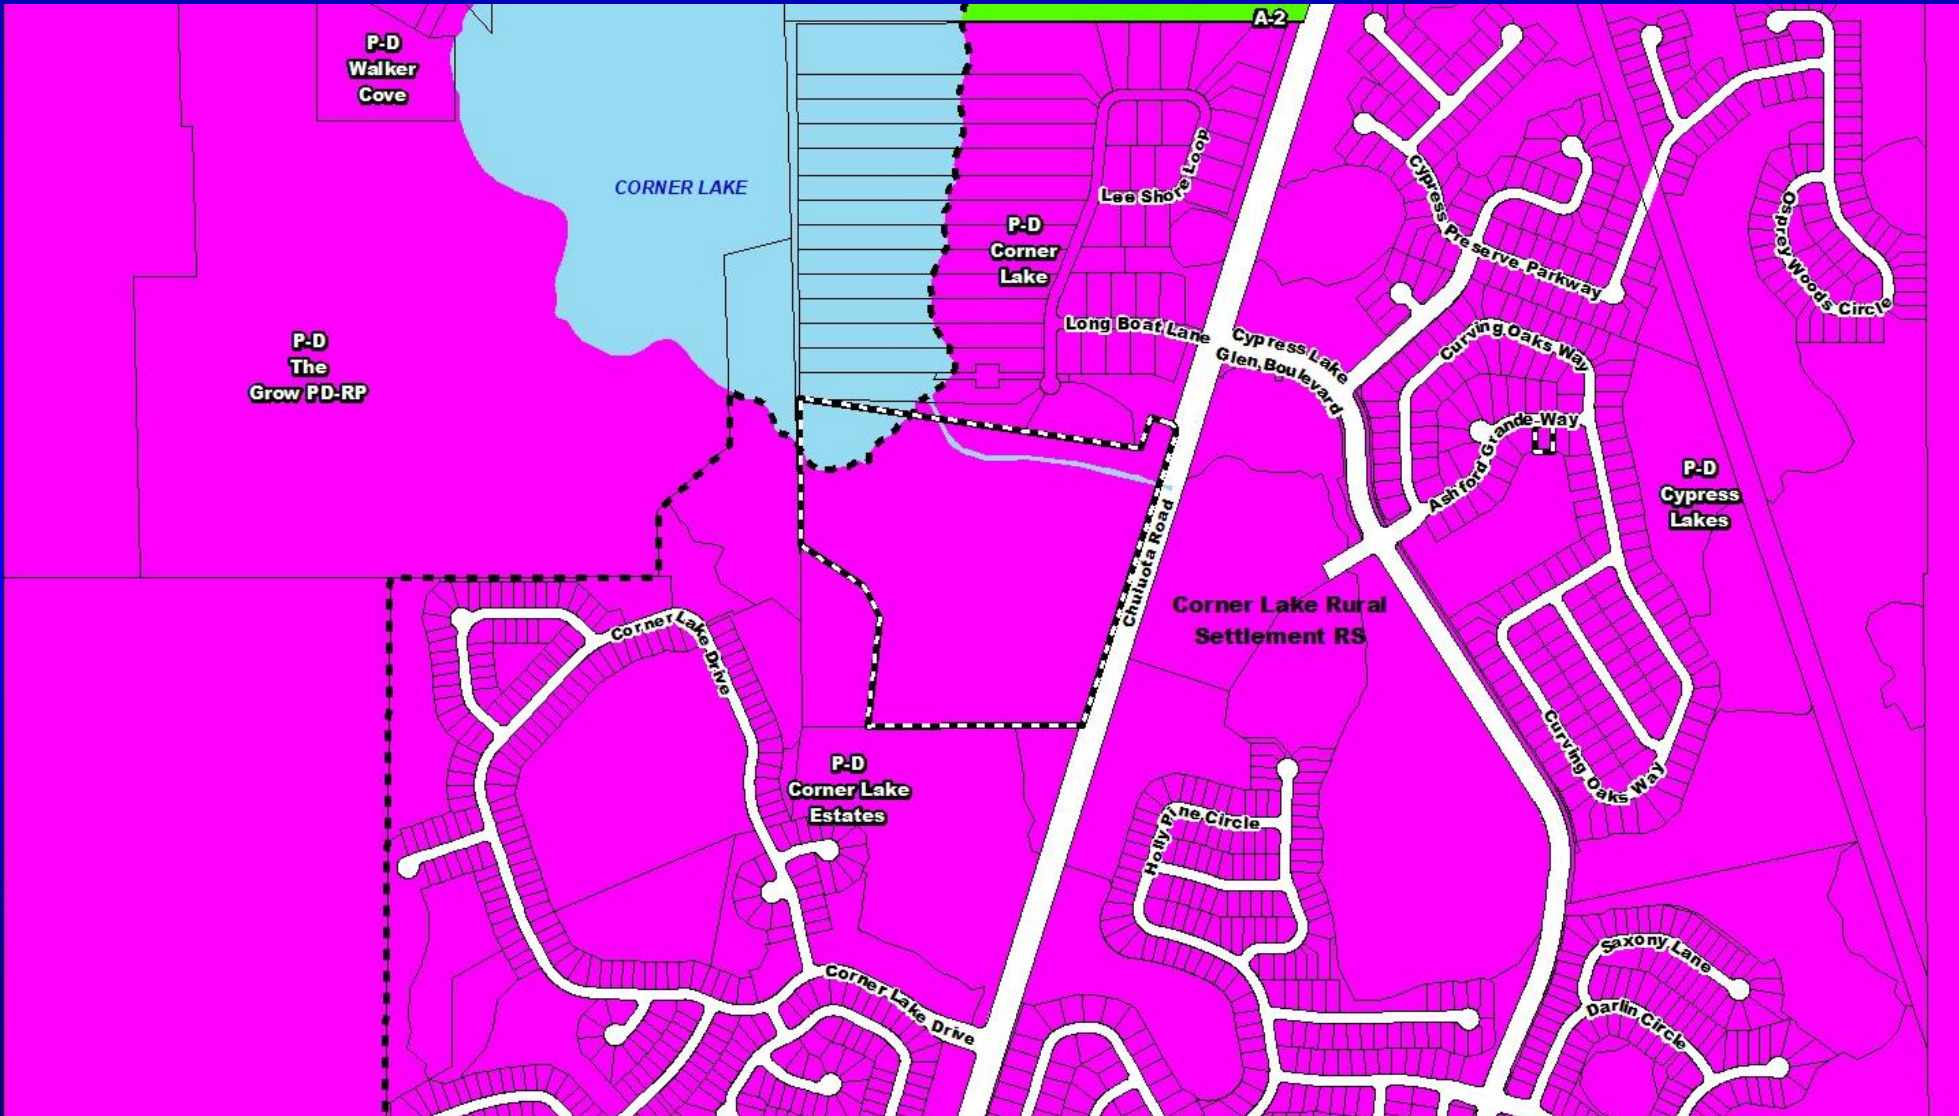 A-2
P-D
Walker
Cove
CORNER LAKE
Lee Shore Loop
P-D
Corner
Lake
Cypress Preserve Parkway
Osprey Woods Circle
Long Boat Lane
Cypress Lake
Glen Boulevard
Curving Oaks Way
P-D
The
Grow PD-RP
Ashford Grande Way
P-D
Cypress
Lakes
Chuluota Road
Corner Lake Rural
Settlement RS
Corner Lake Drive
Curving Oaks Way
P-D
Corner Lake
Estates
Holly Pine Circle
Saxony Lane
Corner Lake Drive
Darlin Circle